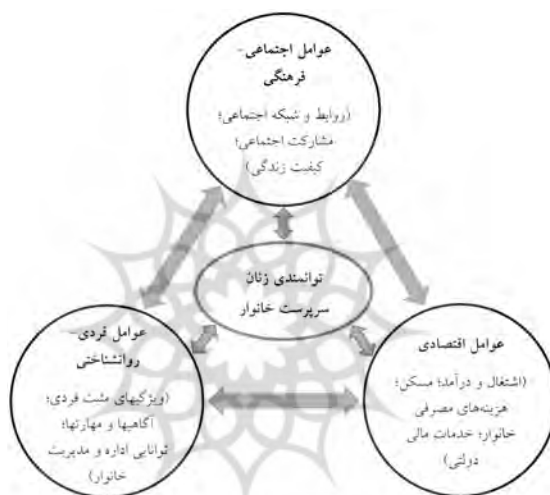 عوامل اجتماعی-
فرهنگی
(روابط و شبکه اجتماعی؛
مشارکت اجتماعی؛
کیفیت زندگی)
توانمندی زنان
سرپرست خانوار
عوامل فردی-
روانشناختی
(ویژگیهای مثبت فردی؛
آگاهیها و مهارتها؛
توانایی اداره و مدیریت
خانوار)
عوامل اقتصادی
(اشتغال و درآمد؛ مسکن؛
هزینه‌های مصرفی
خانوار؛ خدمات مالی
دولتی)